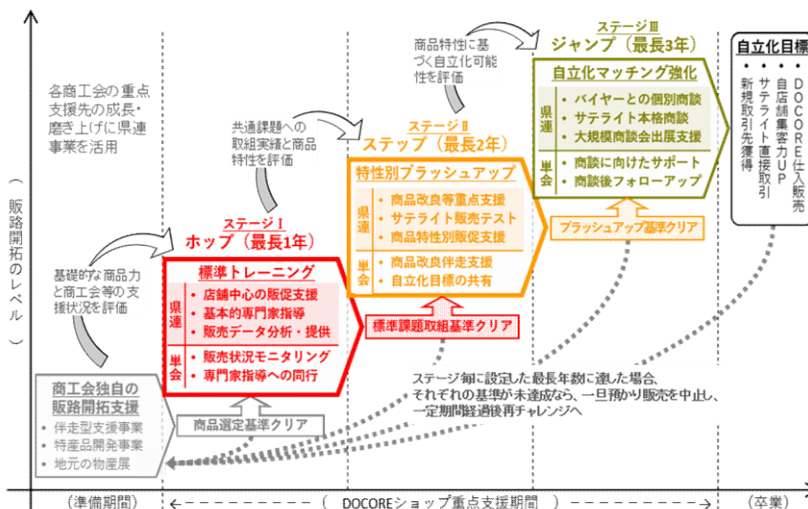 （販路開拓のレベル）
各商工会の重点
支援先の成長・
磨き上げに県連
事業を活用
基礎的な商品力
と商工会等の支
援状況を評価
商工会独自の
販路開拓支援
・伴走型支援事業
・特産品開発事業
・地元の物産展
商品選定基準クリア
共通課題への
取組実績と商品
特性を評価
ステージⅠ
ホップ（最長1年）
標準トレーニング
県連
・店舗中心の販促支援
・基本的専門家指導
・販売データ分析・提供
単会
・販売状況モニタリング
・専門家指導への同行
標準課題取組基準クリア
商品特性に基
づく自立化可能
性を評価
ステージⅡ
ステップ（最長2年）
特性別ブラッシュアップ
県連
・商品改良等重点支援
・サテライト販売テスト
・商品特性別販促支援
単会
・商品改良伴走支援
・自立化目標の共有
ブラッシュアップ基準クリア
ステージⅢ
ジャンプ（最長3年）
自立化マッチング強化
県連
・バイヤーとの個別商談
・サテライト本格商談
・大規模商談会出展支援
単会
・商談に向けたサポート
・商談後フォローアップ
自立化目標
・DOCORE仕入販売
・自店舗集客力UP
・サテライト直接取引
・新規取引先獲得
ステージ毎に設定した最長年数に達した場合、
それぞれの基準が未達成なら、一旦預かり販売を中止し、
一定期間経過後再チャレンジへ
（準備期間）
（　DOCOREショップ重点支援期間　）
（卒業）